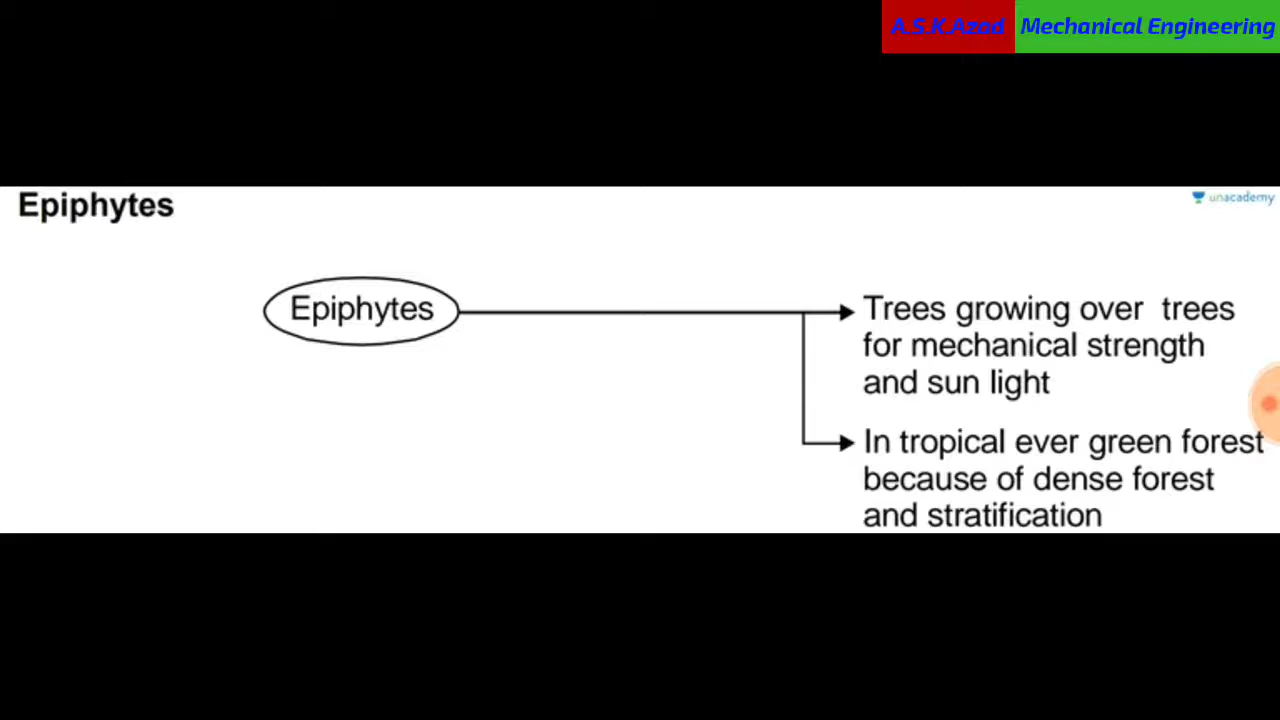 A.S.K.Azad Mechanical Engineering
Epiphytes
unacademy
Epiphytes
Trees growing over trees
for mechanical strength
and sun light
In tropical ever green forest
because of dense forest
and stratification